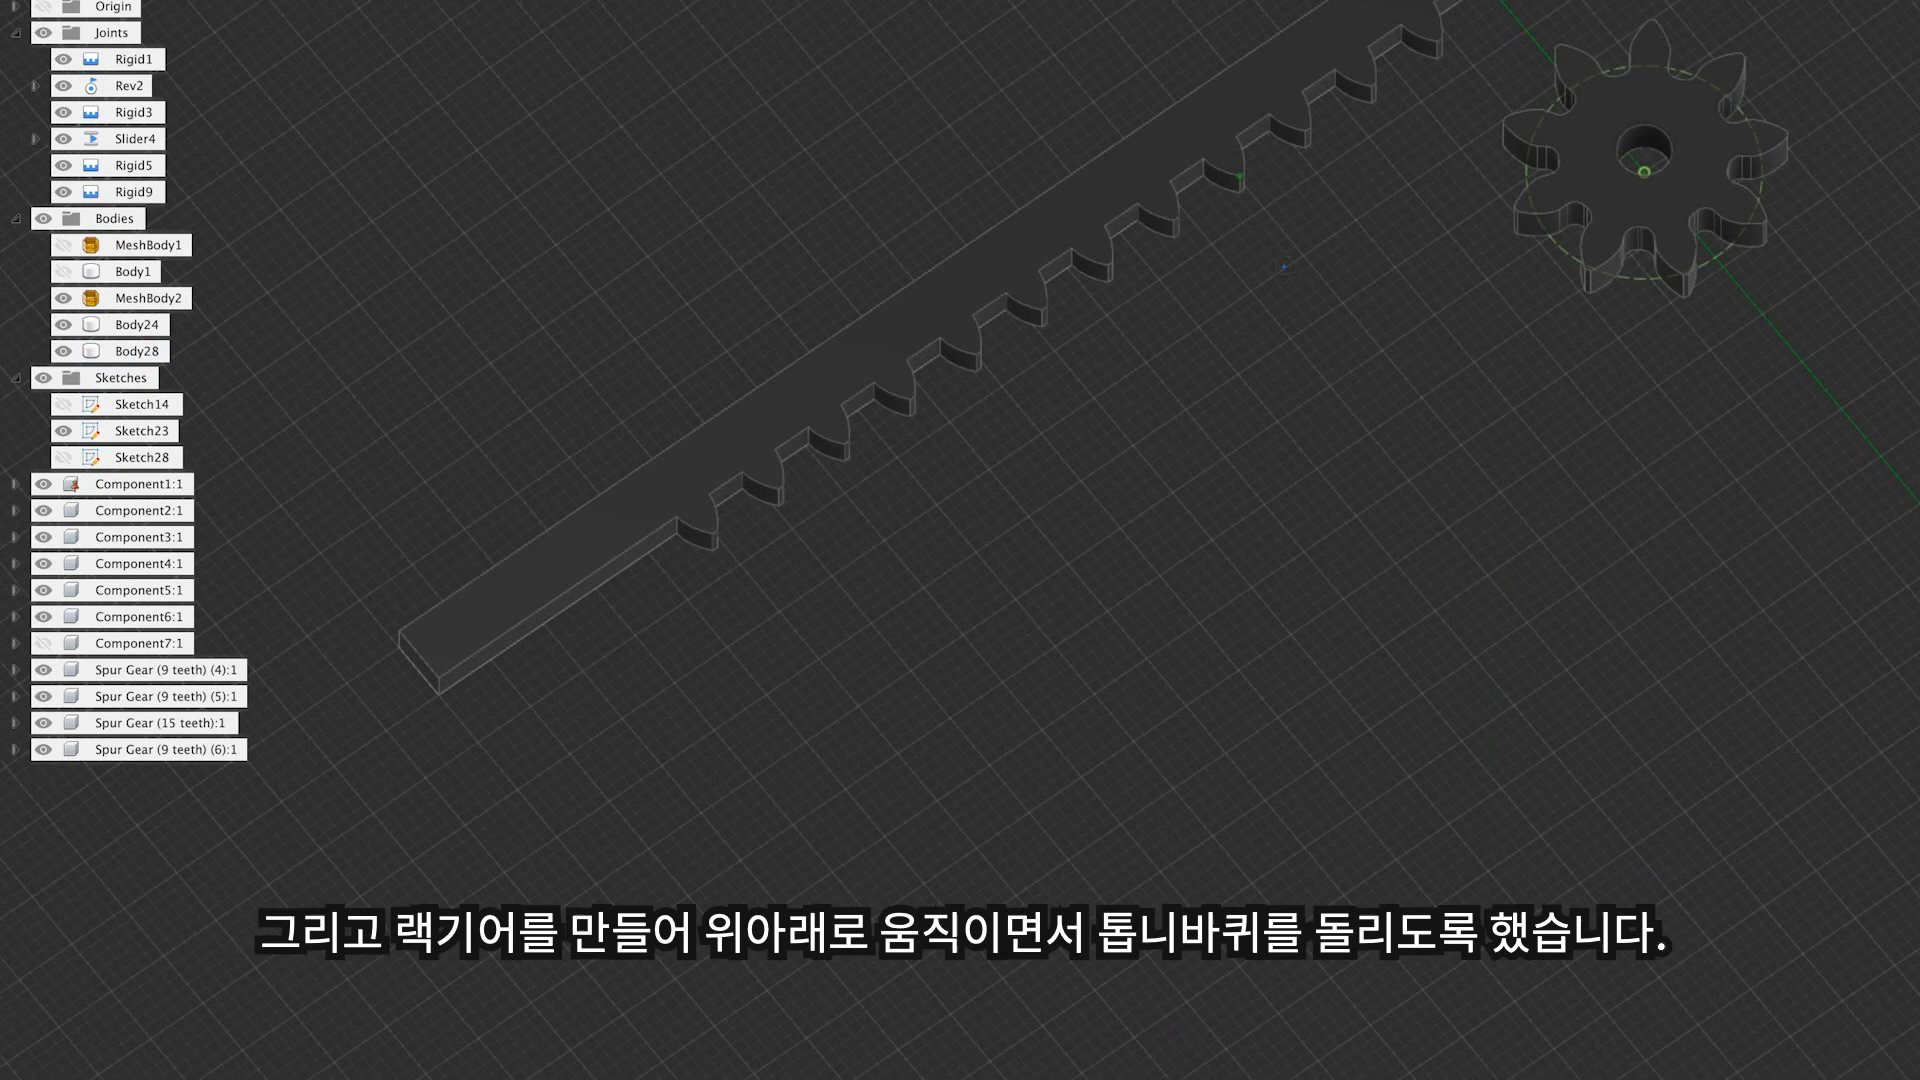 Origin
Joints
Rigid1
Rev2
Rigid3
Slider4
Rigid5
Rigid9
Bodies
MeshBody1
Body1
MeshBody2
Body24
Body28
Sketches
Sketch14
Sketch23
Sketch28
Component1:1
Component2:1
Component3:1
Component4:1
Component5:1
Component6:1
Component7:1
Spur Gear (9 teeth) (4):1
Spur Gear (9 teeth) (5):1
Spur Gear (15 teeth):1
Spur Gear (9 teeth) (6):1
그리고 랙기어를 만들어 위아래로 움직이면서 톱니바퀴를 돌리도록 했습니다.